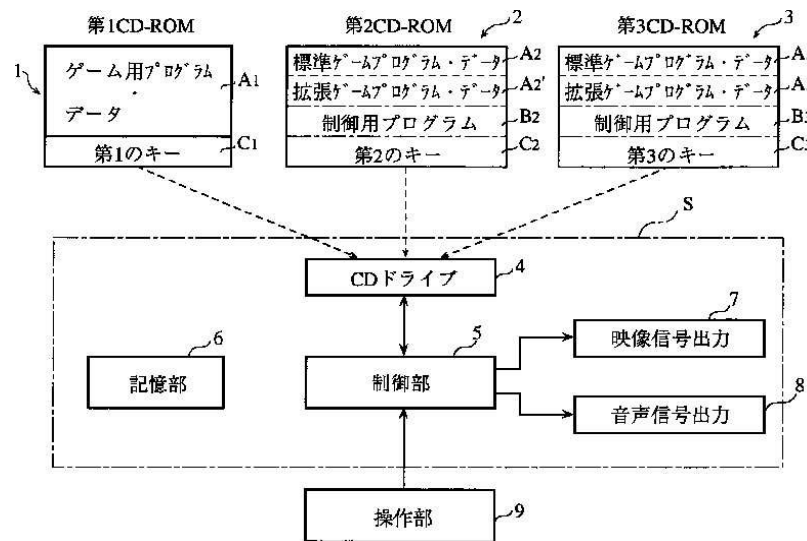 第1CD-ROM
1
ゲーム用プログラム
・
データ
A1
第1のキー
C1
第2CD-ROM
2
標準ゲームプログラム・データ
A2
拡張ゲームプログラム・データ
A2'
制御用プログラム
B2
第2のキー
C2
第3CD-ROM
3
標準ゲームプログラム・データ
A
拡張ゲームプログラム・データ
A
制御用プログラム
B
第3のキー
C
S
CDドライブ
4
記憶部
6
制御部
5
映像信号出力
7
音声信号出力
8
操作部
9